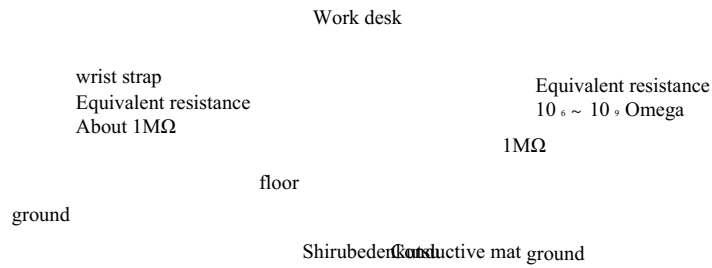 Work desk
wrist strap
Equivalent resistance
About 1MΩ
Equivalent resistance
10 6 ~ 10 9 Omega
1MΩ
floor
ground
Shirubedenkutsu
Conductive mat
ground